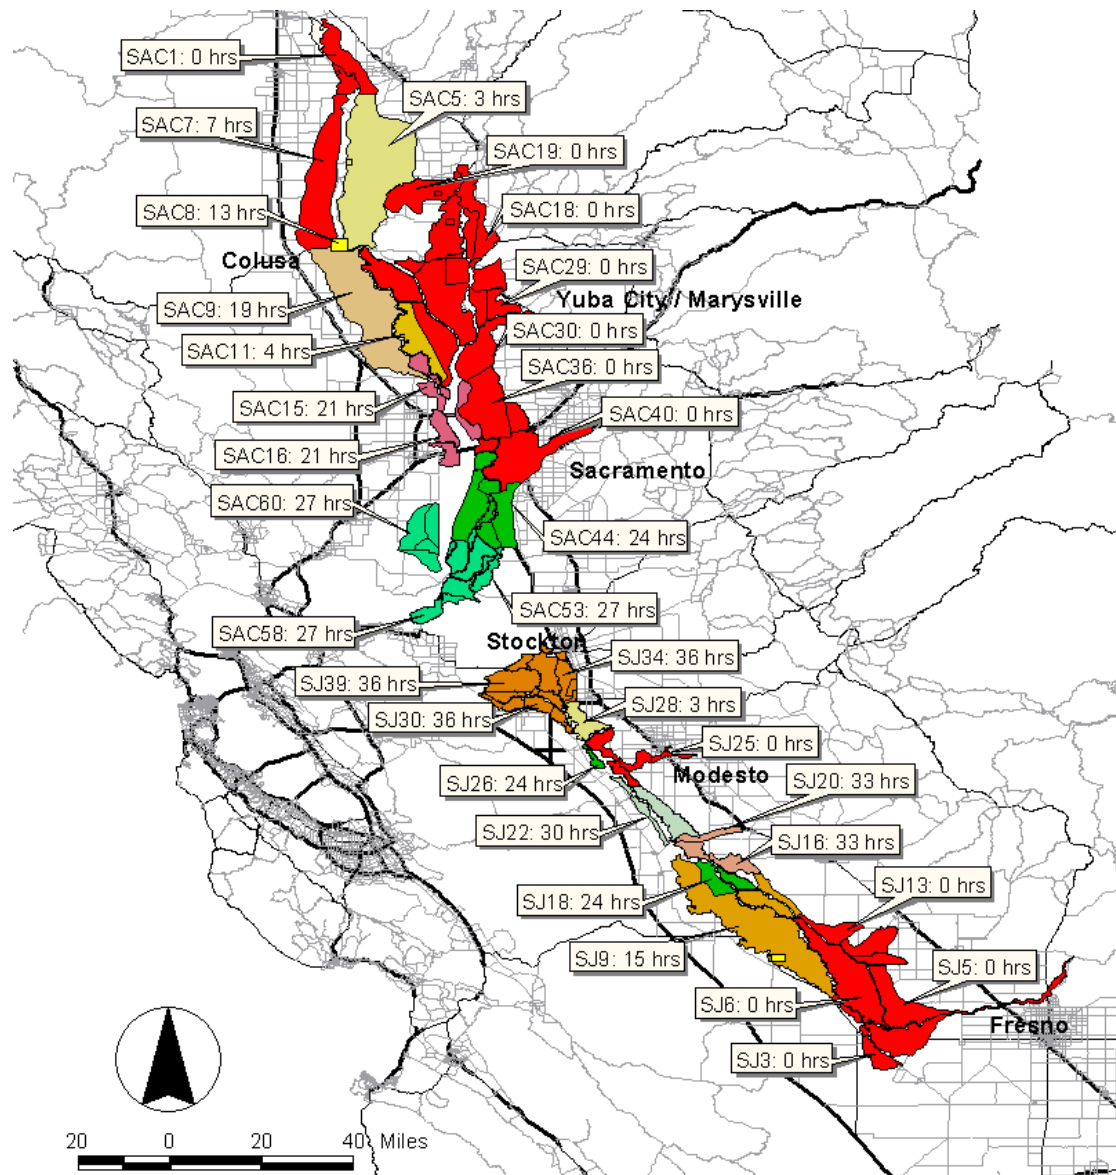 SAC1: 0 hrs
SAC5: 3 hrs
SAC7: 7 hrs
SAC19: 0 hrs
SAC8: 13 hrs
SAC18: 0 hrs
Colusa
SAC29: 0 hrs
SAC9: 19 hrs
Yuba City / Marysville
SAC30: 0 hrs
SAC11: 4 hrs
SAC36: 0 hrs
SAC15: 21 hrs
SAC40: 0 hrs
SAC16: 21 hrs
Sacramento
SAC60: 27 hrs
SAC44: 24 hrs
SAC53: 27 hrs
SAC58: 27 hrs
Stockton
SJ34: 36 hrs
SJ39: 36 hrs
SJ28: 3 hrs
SJ30: 36 hrs
SJ25: 0 hrs
Modesto
SJ26: 24 hrs
SJ20: 33 hrs
SJ22: 30 hrs
SJ16: 33 hrs
SJ13: 0 hrs
SJ18: 24 hrs
SJ9: 15 hrs
SJ5: 0 hrs
SJ6: 0 hrs
Fresno
SJ3: 0 hrs
20 0 20 40 Miles